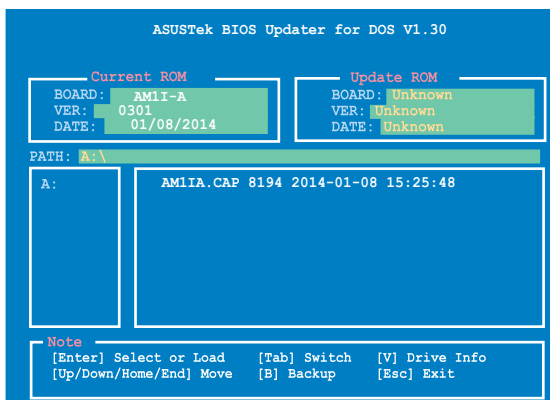 ASUSTek BIOS Updater for DOS V1.30
Current ROM
BOARD: AM1I-A
VER: 0301
DATE: 01/08/2014
Update ROM
BOARD: Unknown
VER: Unknown
DATE: Unknown
PATH: A:\
A:
AM1IA.CAP 8194 2014-01-08 15:25:48
Note
[Enter] Select or Load [Tab] Switch [V] Drive Info
[Up/Down/Home/End] Move [B] Backup [Esc] Exit